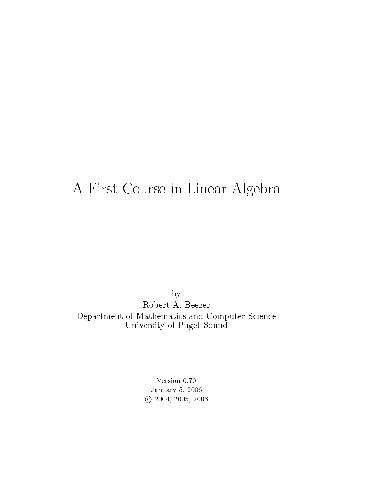 A First Course in Linear Algebra
by
Robert A. Beezer
Department of Mathematics and Computer Science
University of Puget Sound
Version 0.70
January 5, 2006
© 2004, 2005, 2006